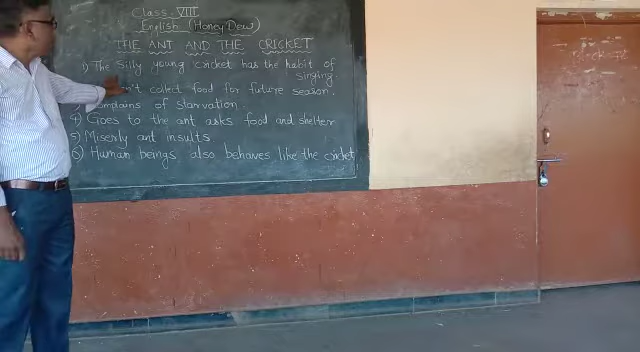 Class VIII
English (Honey Dew)
THE ANT AND THE CRICKET
1) The Silly young cricket has the habit of
singing.
collect food for future season.
of starvation.
4) Goes to the ant asks food and shelter
5) Miserly ant insults
6) Human beings also behaves like the cricket